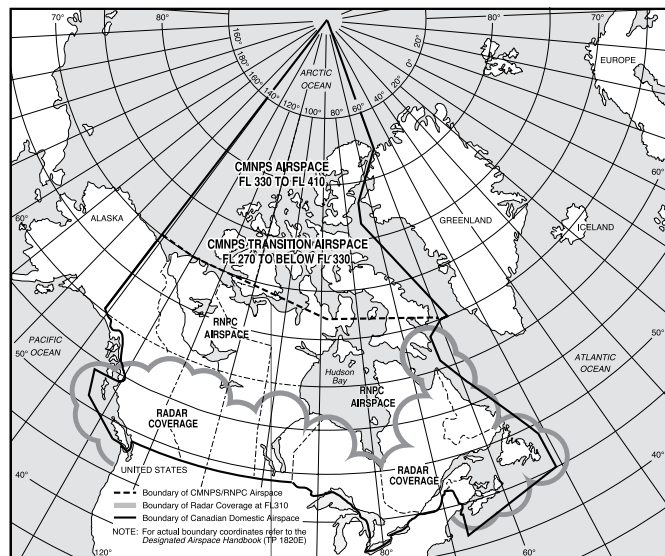 80°
80°
160°
180°
160°
140°
120°
100°
80°
60°
40°
20°
0°
20°
ARCTIC
OCEAN
EUROPE
70°
70°
CMNPS AIRSPACE
FL 330 TO FL 410
60°
60°
ALASKA
GREENLAND
ICELAND
CMNPS TRANSITION AIRSPACE
FL 270 TO BELOW FL 330
RNPC
AIRSPACE
PACIFIC
OCEAN
50°
50°
ATLANTIC
OCEAN
Hudson
Bay
RNPC
AIRSPACE
RADAR
COVERAGE
RADAR
COVERAGE
40°
40°
UNITED STATES
Boundary of CMNPS/RNPC Airspace
Boundary of Radar Coverage at FL310
Boundary of Canadian Domestic Airspace
NOTE: For actual boundary coordinates refer to the
Designated Airspace Handbook (TP 1820E)
120°
100°
80°
60°